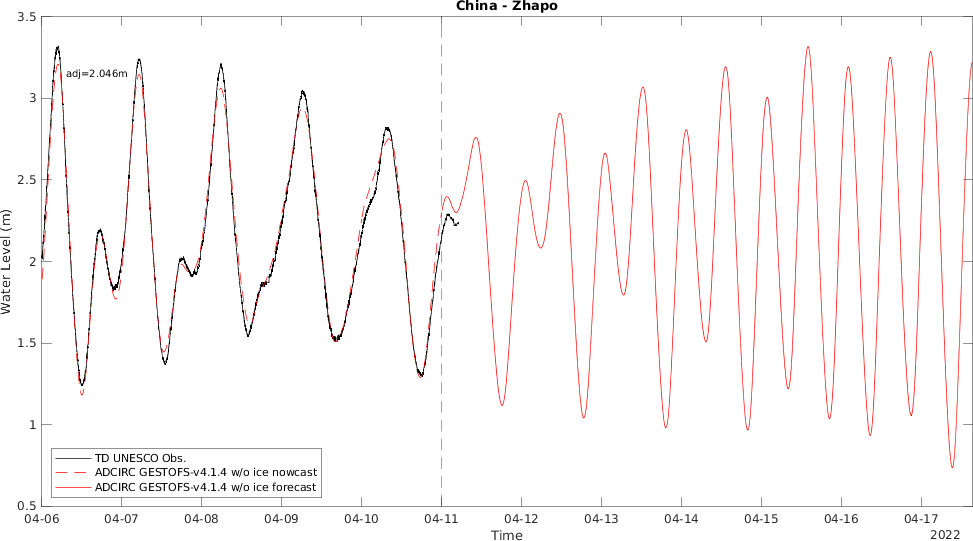 China - Zhapo
3.5
3
2.5
2
1.5
1
0.5
Water Level (m)
adj=2.046m
TD UNESCO Obs.
ADCIRC GESTOFS-v4.1.4 w/o ice nowcast
ADCIRC GESTOFS-v4.1.4 w/o ice forecast
04-06 04-07 04-08 04-09 04-10 04-11 04-12 04-13 04-14 04-15 04-16 04-17
Time
2022